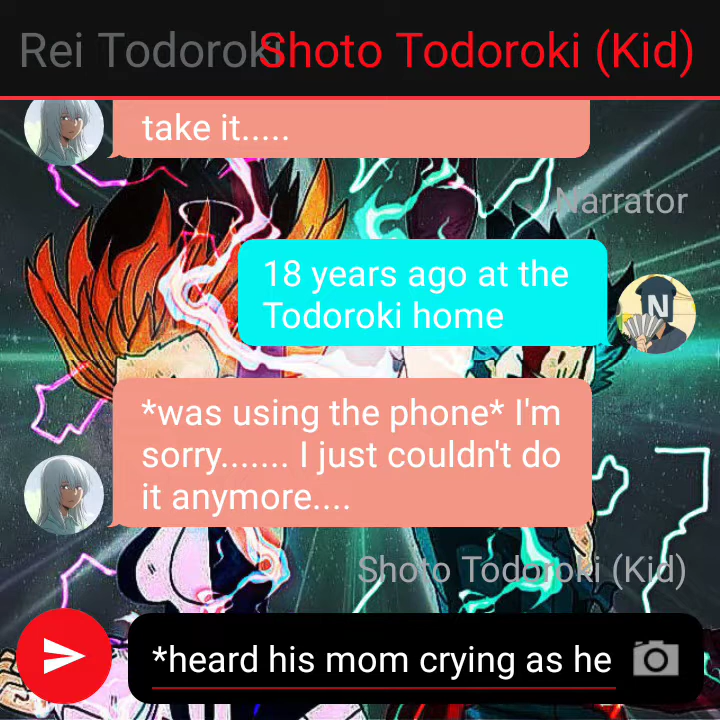 Rei Todoroki Shoto Todoroki (Kid)
take it.....
Narrator
18 years ago at the
Todoroki home
N
*was using the phone* I'm
sorry....... I just couldn't do
it anymore....
Shoto Todoroki (Kid)
*heard his mom crying as he